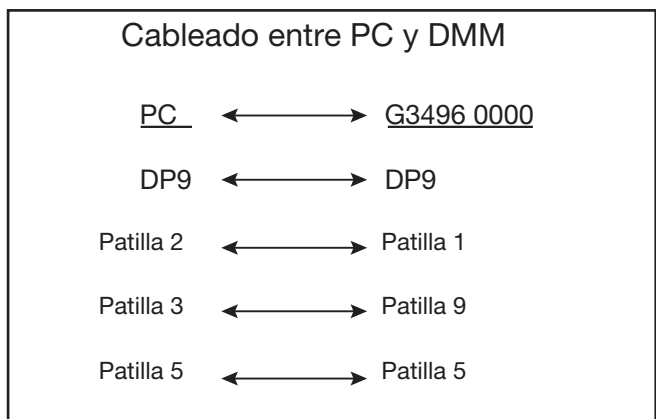 Cableado entre PC y DMM
PC G3496 0000
DP9 DP9
Patilla 2 Patilla 1
Patilla 3 Patilla 9
Patilla 5 Patilla 5